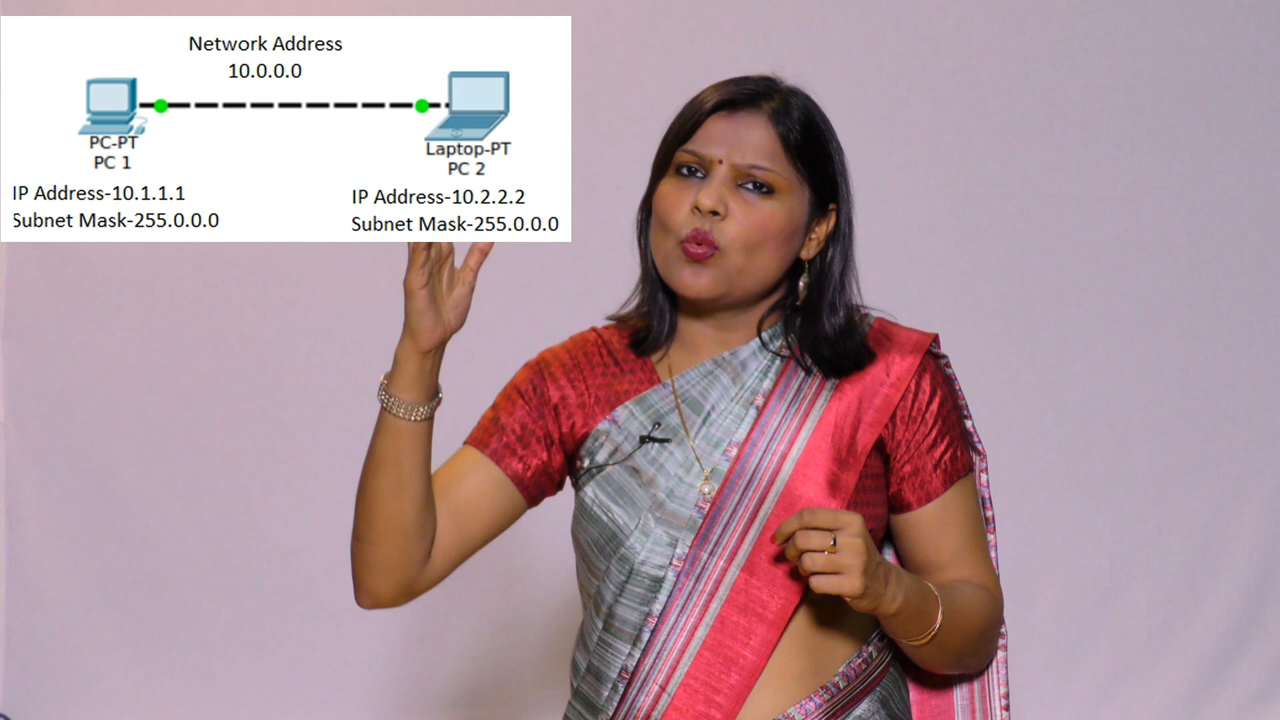 Network Address
10.0.0.0
PC-PT
PC 1
Laptop-PT
PC 2
IP Address-10.1.1.1
Subnet Mask-255.0.0.0
IP Address-10.2.2.2
Subnet Mask-255.0.0.0